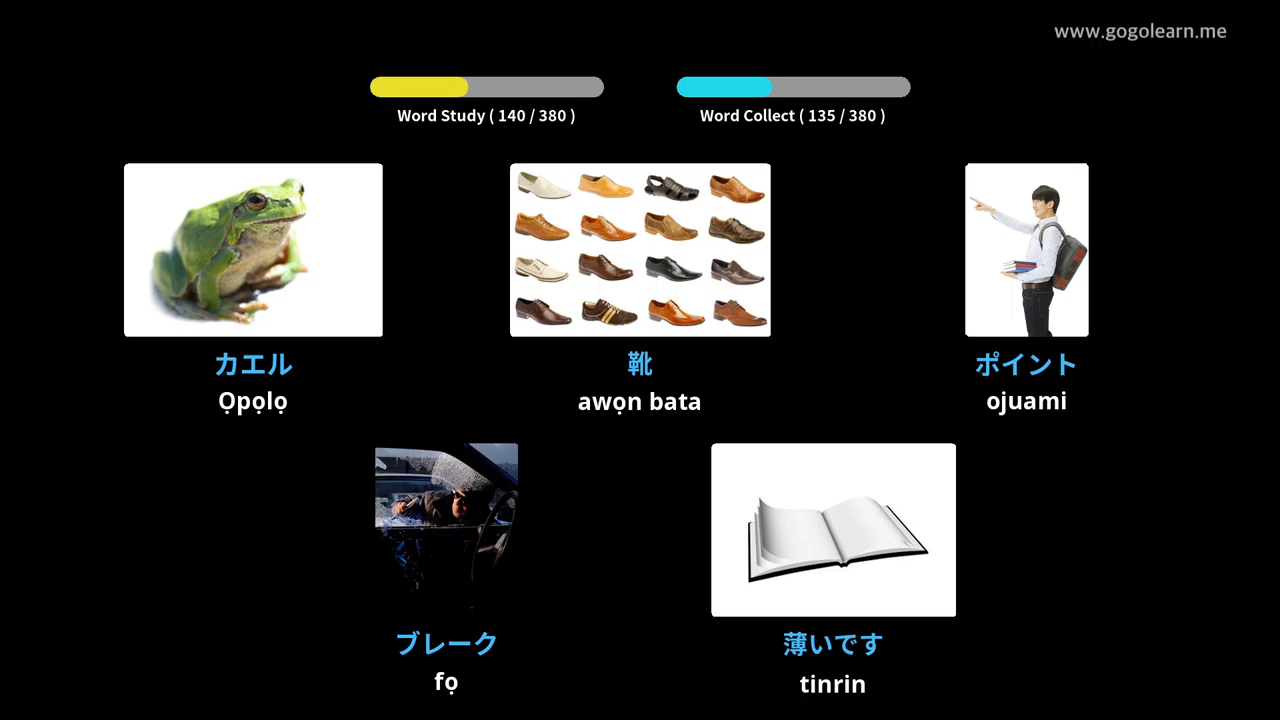 www.gogolearn.me
Word Study ( 140 / 380 )
Word Collect ( 135 / 380 )
カエル
Ọpọlọ
靴
awọn bata
ポイント
ojuami
ブレーク
fọ
薄いです
tinrin